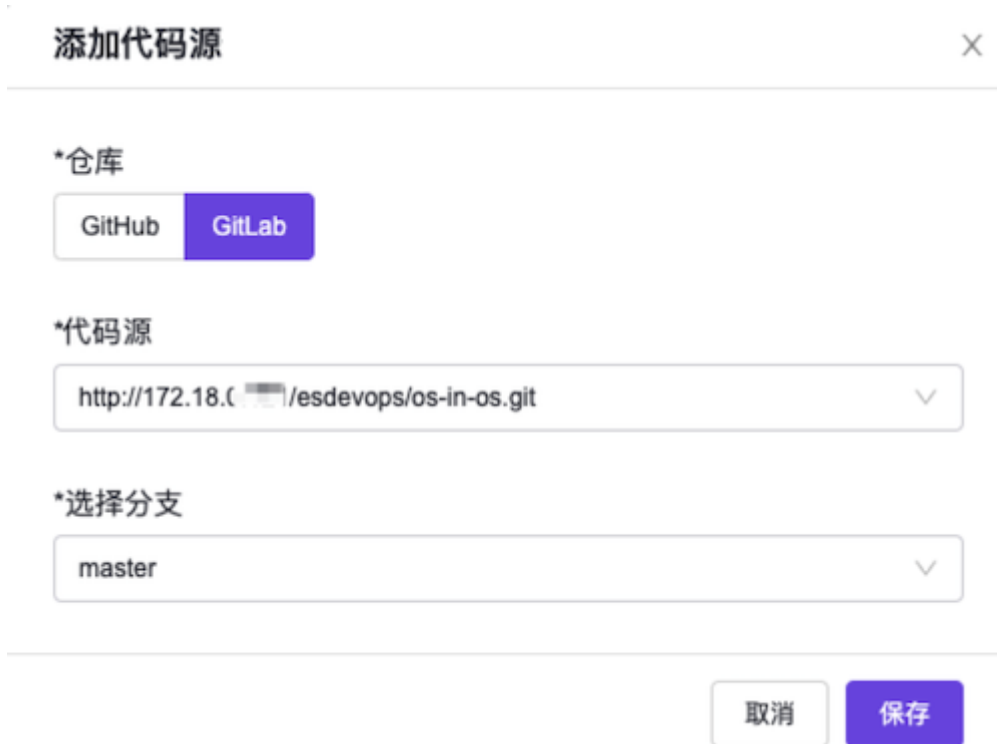 添加代码源
*仓库
GitHub GitLab
*代码源
http://172.18. /esdevops/os-in-os.git
*选择分支
master
取消 保存